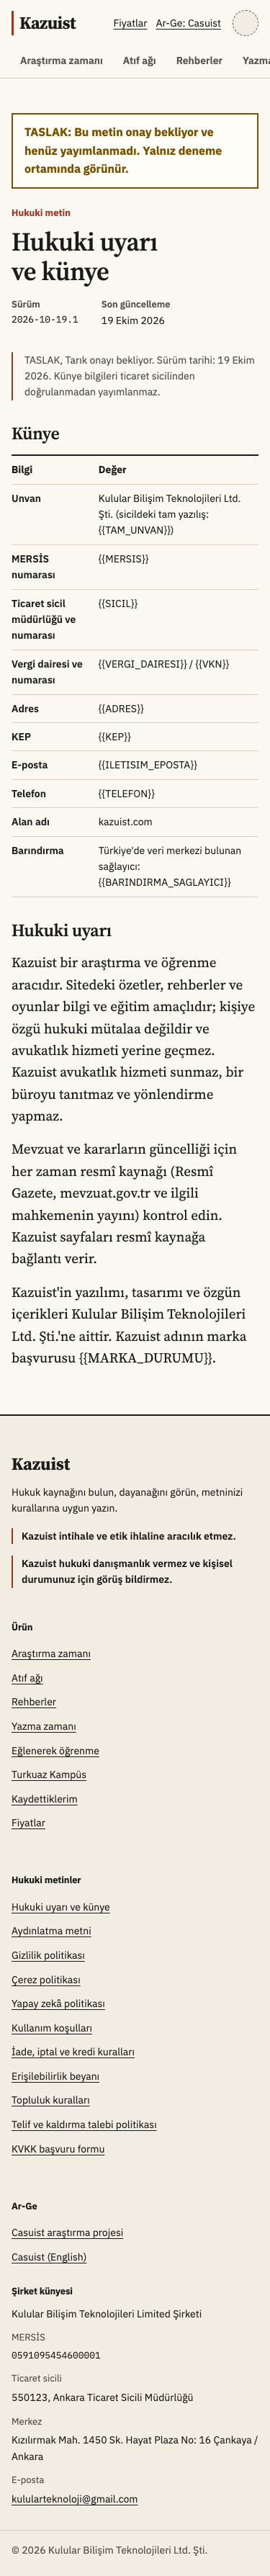 Kazuist
Fiyatlar
Ar-Ge: Casuist
Araştırma zamanı
Atıf ağı
Rehberler
Yazma
TASLAK: Bu metin onay bekliyor ve
henüz yayınlanmadı. Yalnız deneme
ortamında görünür.
Hukuki metin
Hukuki uyarı
ve künye
Sürüm
2026-10-19.1
Son güncelleme
19 Ekim 2026
TASLAK, Tarık onayı bekliyor. Sürüm tarihi: 19 Ekim
2026. Künye bilgileri ticaret sicilinden
doğrulanmadan yayımlanmaz.
Künye
Bilgi
Değer
Unvan
Kulular Bilişim Teknolojileri Ltd.
Şti. (sicildeki tam yazılış:
{{TAM_UNVAN}})
MERSİS
numarası
{{MERSIS}}
Ticaret sicil
müdürlüğü ve
numarası
{{SICIL}}
Vergi dairesi ve
numarası
{{VERGI_DAIRESI}} / {{VKN}}
Adres
{{ADRES}}
KEP
{{KEP}}
E-posta
{{ILETISIM_EPOSTA}}
Telefon
{{TELEFON}}
Alan adı
kazuist.com
Barındırma
Türkiye'de veri merkezi bulunan
sağlayıcı:
{{BARINDIRMA_SAGLAYICI}}
Hukuki uyarı
Kazuist bir araştırma ve öğrenme
aracıdır. Sitedeki özetler, rehberler ve
oyunlar bilgi ve eğitim amaçlıdır; kişiye
özgü hukuki mütalaa değildir ve
avukatlık hizmeti yerine geçmez.
Kazuist avukatlık hizmeti sunmaz, bir
büroyu tanıtmaz ve yönlendirme
yapmaz.
Mevzuat ve kararların güncelliği için
her zaman resmî kaynağı (Resmî
Gazete, mevzuat.gov.tr ve ilgili
mahkemenin yayını) kontrol edin.
Kazuist sayfaları resmî kaynağa
bağlantı verir.
Kazuist'in yazılımı, tasarımı ve özgün
içerikleri Kulular Bilişim Teknolojileri
Ltd. Şti.'ne aittir. Kazuist adının marka
başvurusu {{MARKA_DURUMU}}.
Kazuist
Hukuk kaynağını bulun, dayanağını görün, metninizi
kurallarına uygun yazın.
Kazuist intihale ve etik ihlaline aracılık etmez.
Kazuist hukuki danışmanlık vermez ve kişisel
durumunuz için görüş bildirmez.
Ürün
Araştırma zamanı
Atıf ağı
Rehberler
Yazma zamanı
Eğlenerek öğrenme
Turkuaz Kampüs
Kaydettiklerim
Fiyatlar
Hukuki metinler
Hukuki uyarı ve künye
Aydınlatma metni
Gizlilik politikası
Çerez politikası
Yapay zekâ politikası
Kullanım koşulları
İade, iptal ve kredi kuralları
Erişilebilirlik beyanı
Topluluk kuralları
Telif ve kaldırma talebi politikası
KVKK başvuru formu
Ar-Ge
Casuist araştırma projesi
Casuist (English)
Şirket künyesi
Kulular Bilişim Teknolojileri Limited Şirketi
MERSİS
0591095454600001
Ticaret sicili
550123, Ankara Ticaret Sicili Müdürlüğü
Merkez
Kızılırmak Mah. 1450 Sk. Hayat Plaza No: 16 Çankaya /
Ankara
E-posta
kulularteknoloji@gmail.com
© 2026 Kulular Bilişim Teknolojileri Ltd. Şti.